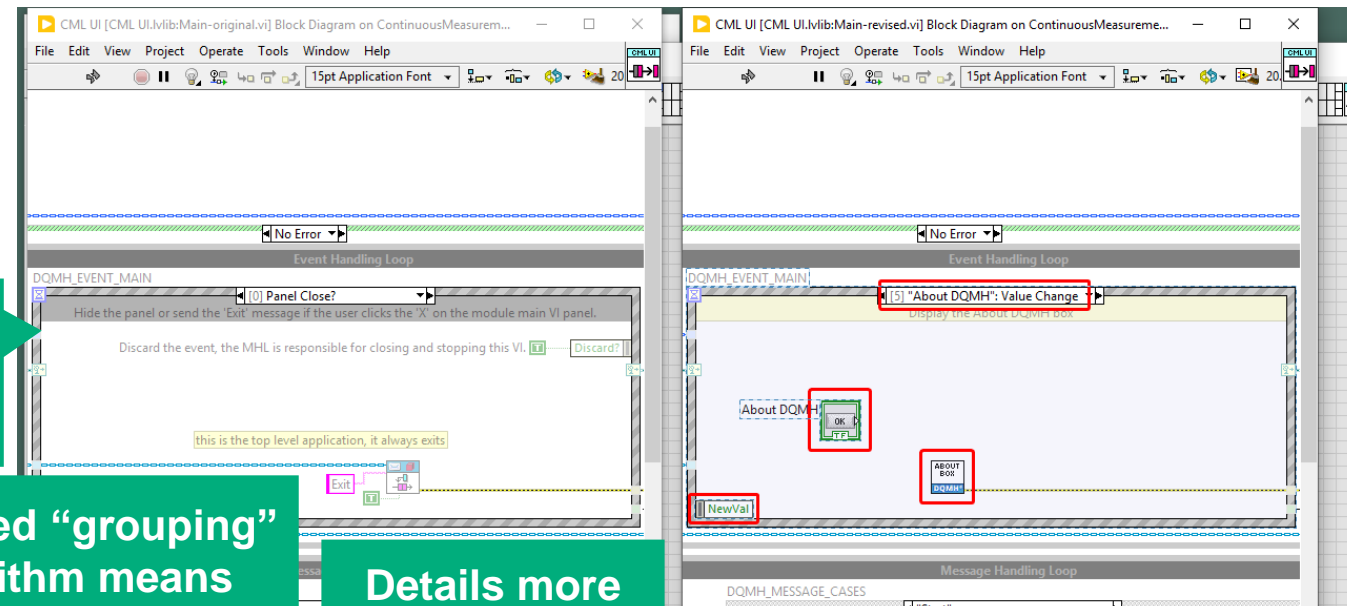 CML UI [CML UI.lvlib:Main-original.vi] Block Diagram on ContinuousMeasurem...
File Edit View Project Operate Tools Window Help
CML UI
15pt Application Font
20
No Error
Event Handling Loop
DQMH_EVENT_MAIN
[0] Panel Close?
Hide the panel or send the 'Exit' message if the user clicks the 'X' on the module main VI panel.
Discard the event, the MHL is responsible for closing and stopping this VI.
T
Discard?
this is the top level application, it always exits
Exit
T
ed “grouping”
ithm means
Details more
CML UI [CML UI.lvlib:Main-revised.vi] Block Diagram on ContinuousMeasureme...
File Edit View Project Operate Tools Window Help
CML UI
15pt Application Font
20.
No Error
Event Handling Loop
DQMH_EVENT_MAIN
[5] "About DQMH": Value Change
Display the About DQMH box
About DQMH
OK
TF
ABOUT
BOX
DQMH
NewVal
Message Handling Loop
DQMH_MESSAGE_CASES